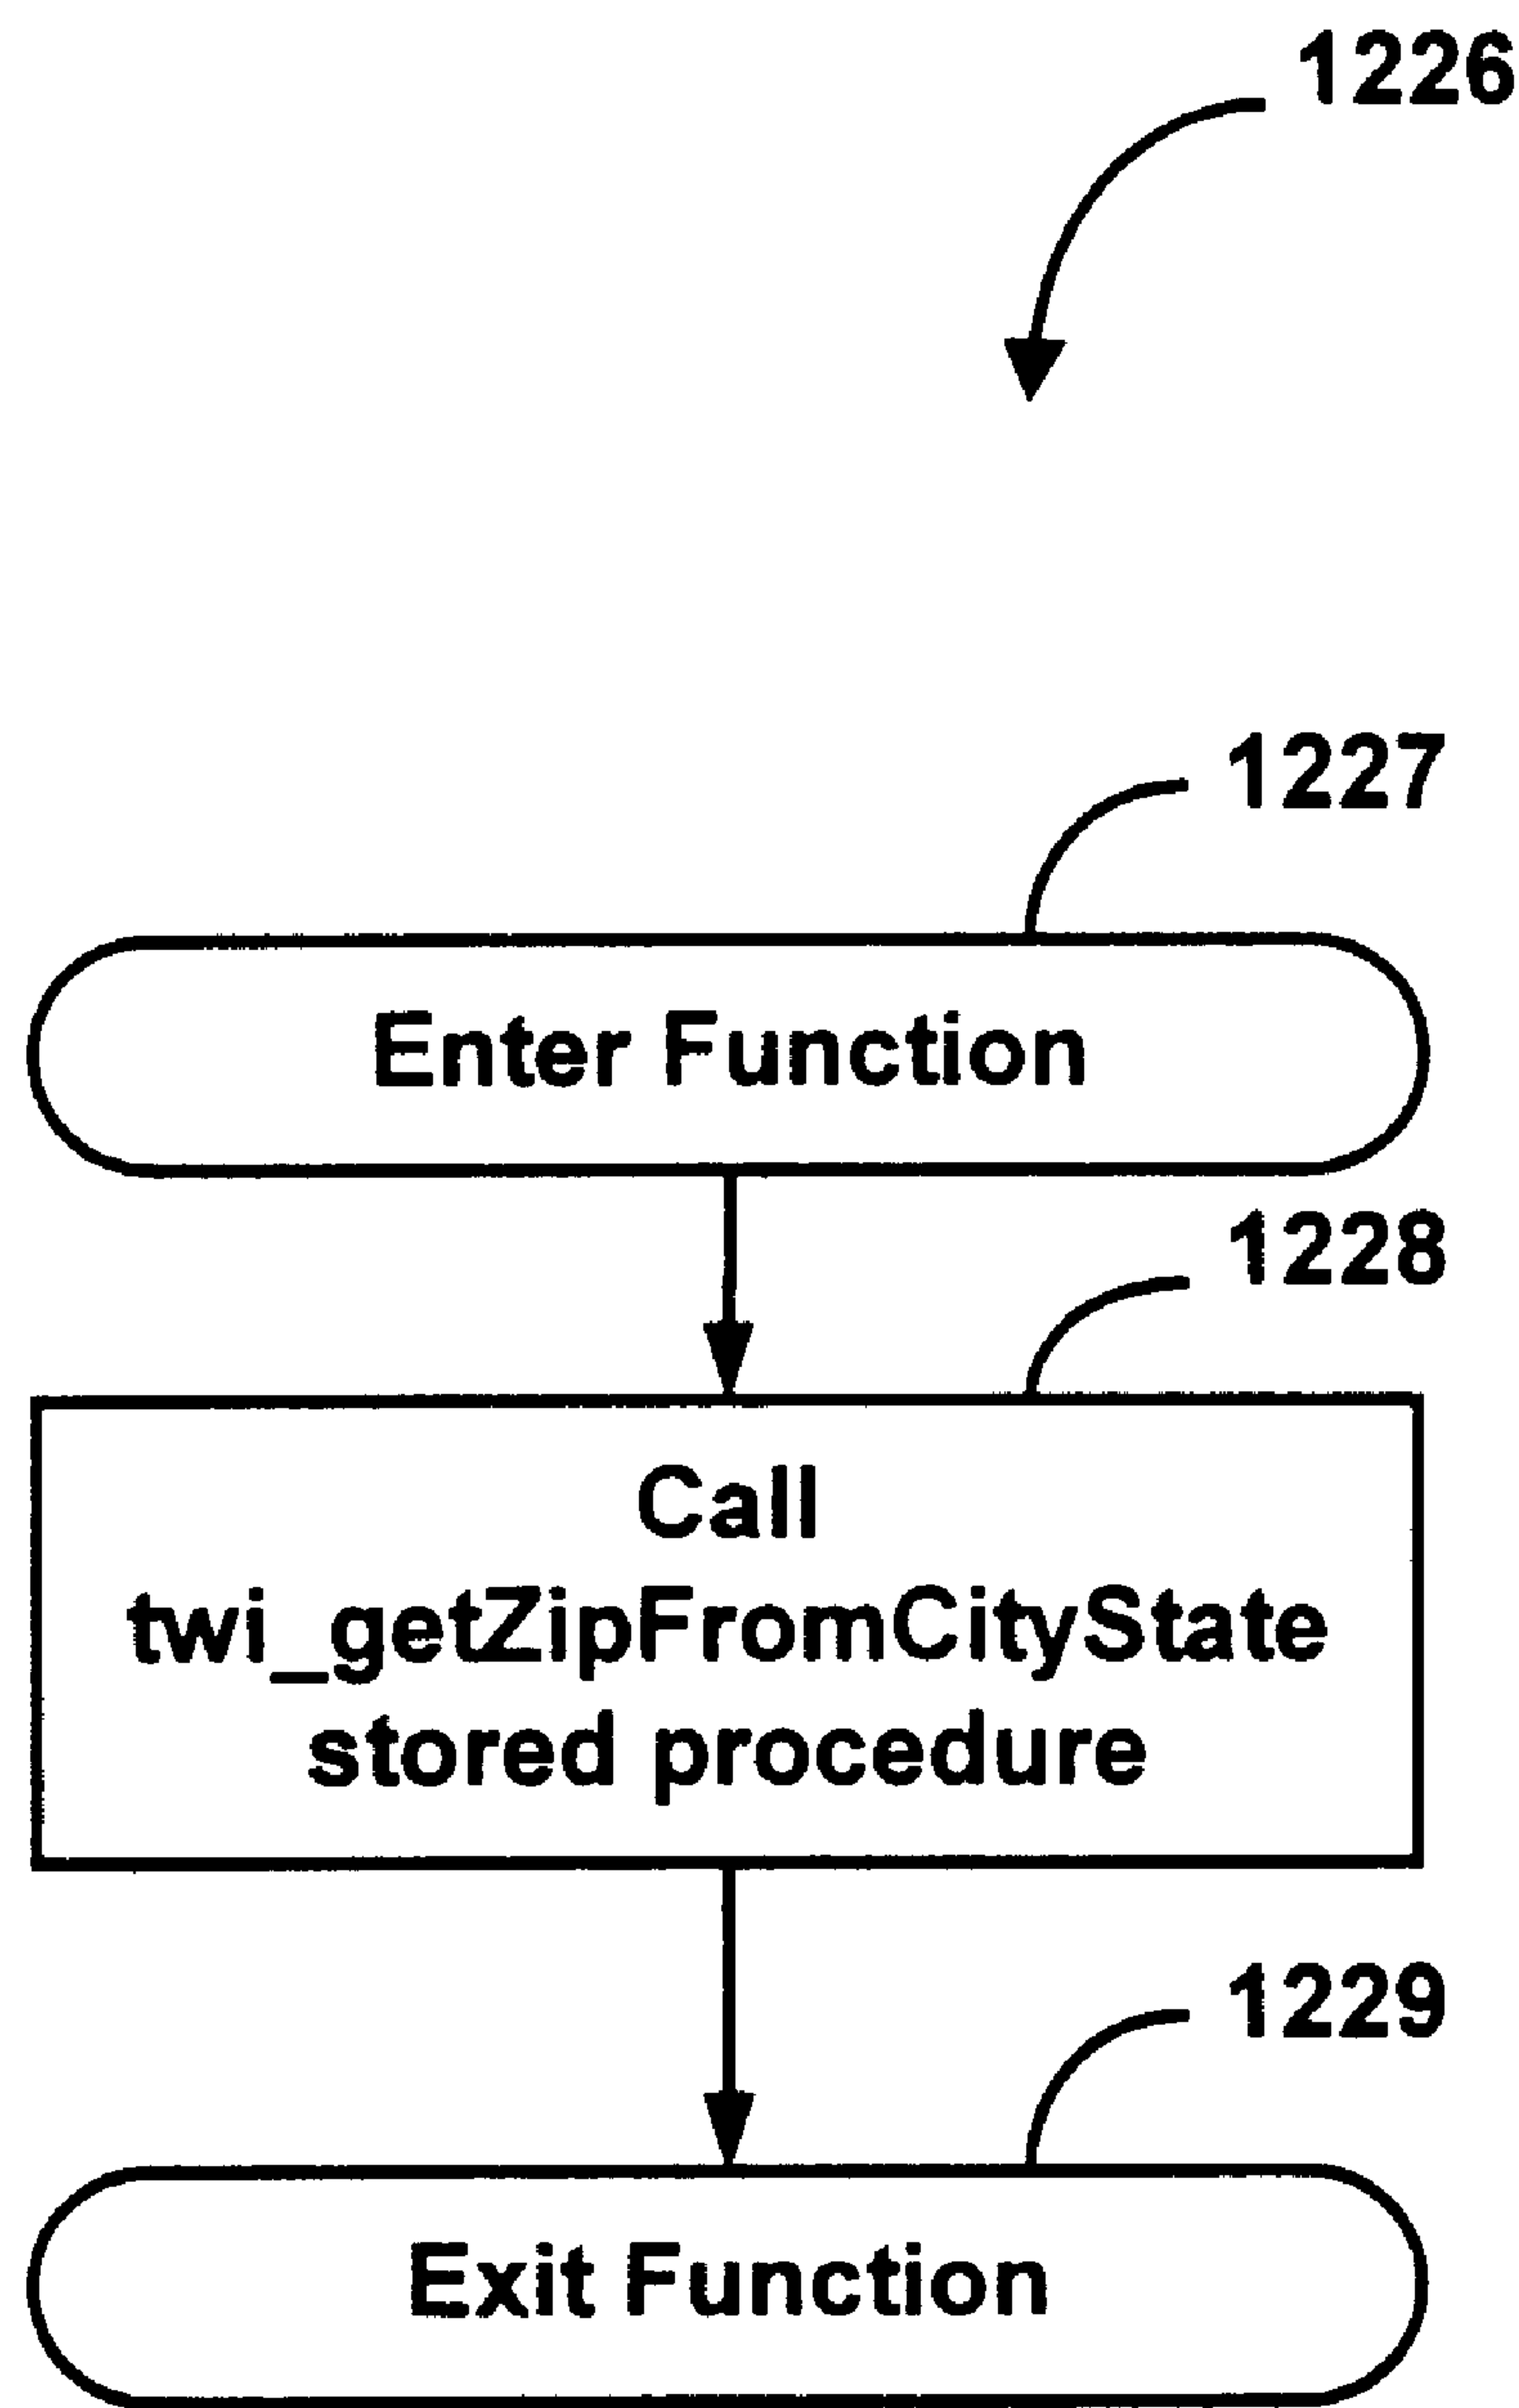 1226
1227
Enter Function
1228
Call
twi_getZipFromCityState
stored procedure
1229
Exit Function